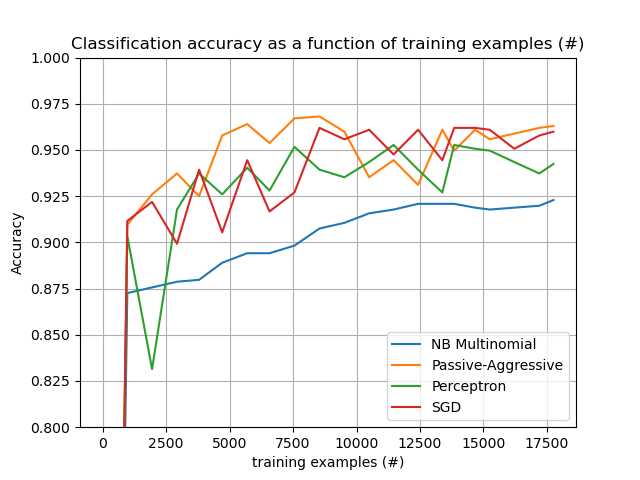 Classification accuracy as a function of training examples (#)
1.000
0.975
0.950
0.925
0.900
0.875
0.850
0.825
0.800
Accuracy
NB Multinomial
Passive-Aggressive
Perceptron
SGD
0 2500 5000 7500 10000 12500 15000 17500
training examples (#)